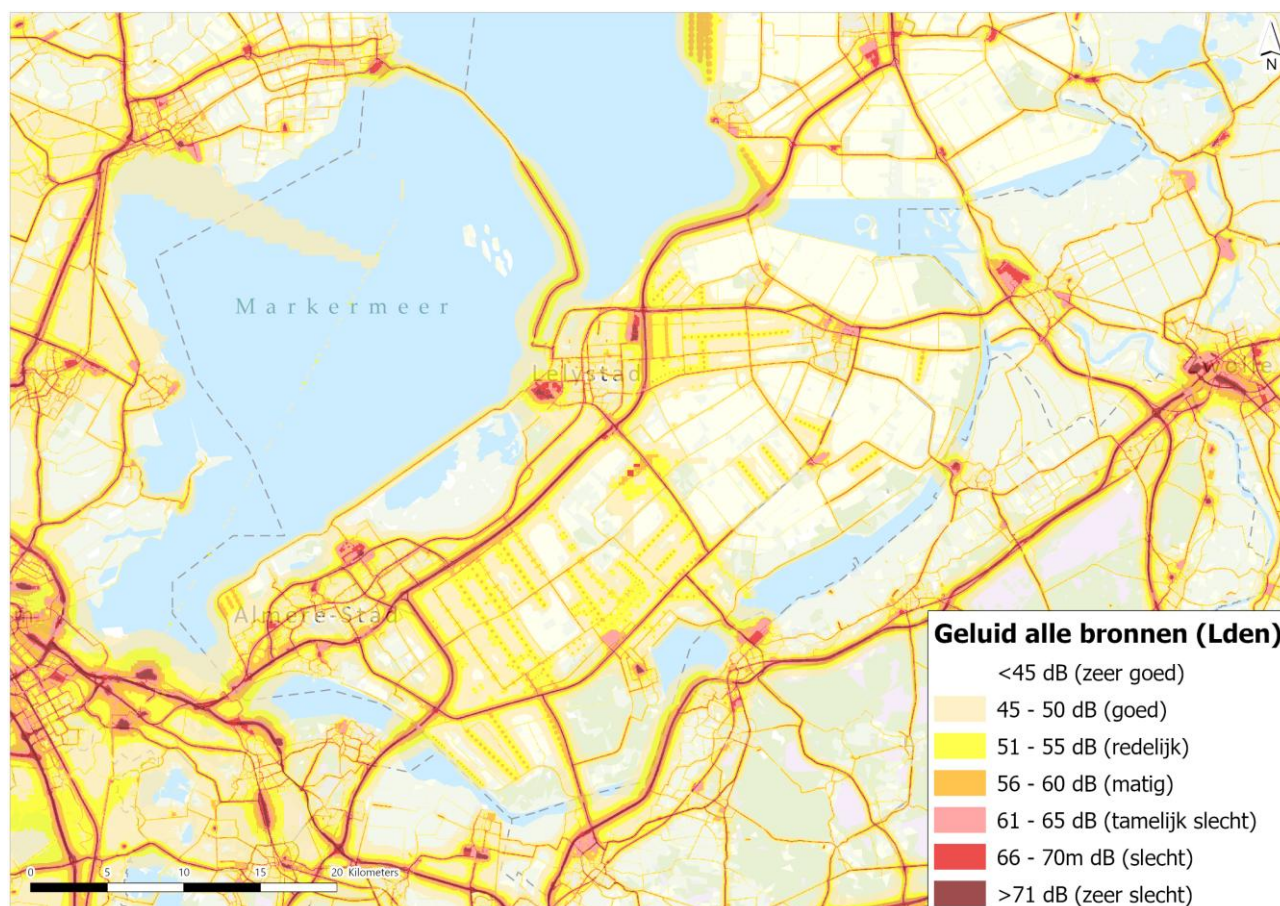 N
Markermeer
Lelystad
Almere-Stad
Geluid alle bronnen (Lden)
<45 dB (zeer goed)
45 - 50 dB (goed)
51 - 55 dB (redelijk)
56 - 60 dB (matig)
61 - 65 dB (tamelijk slecht)
66 - 70m dB (slecht)
>71 dB (zeer slecht)
0 5 10 15 20 Kilometers